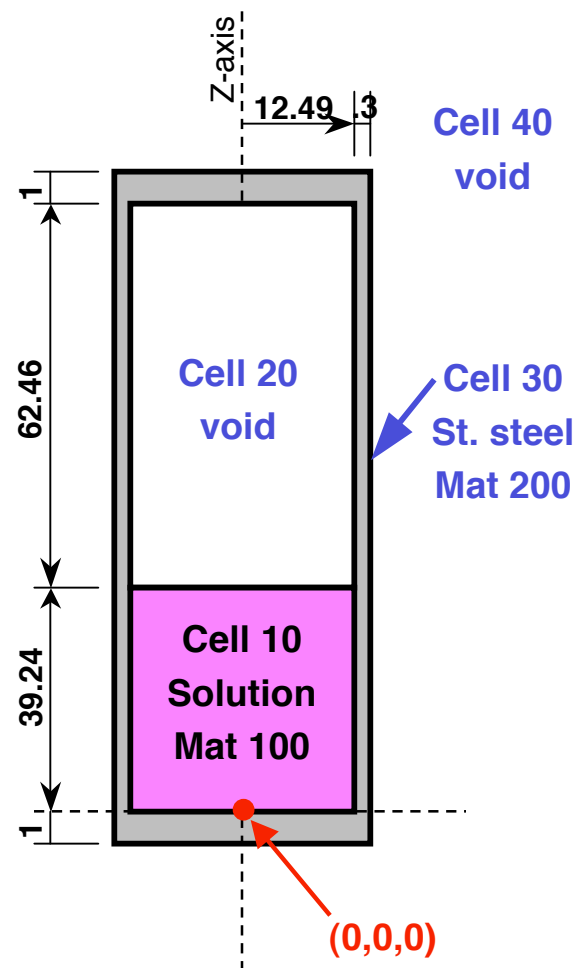 Z-axis
12.49
.3
Cell 40
void
1
62.46
Cell 20
void
Cell 30
St. steel
Mat 200
39.24
Cell 10
Solution
Mat 100
1
(0,0,0)